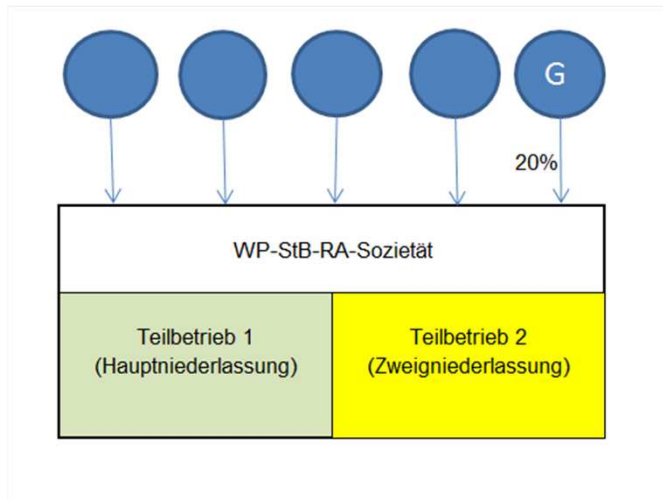 G
20%
WP-StB-RA-Sozietät
Teilbetrieb 1
(Hauptniederlassung)
Teilbetrieb 2
(Zweigniederlassung)